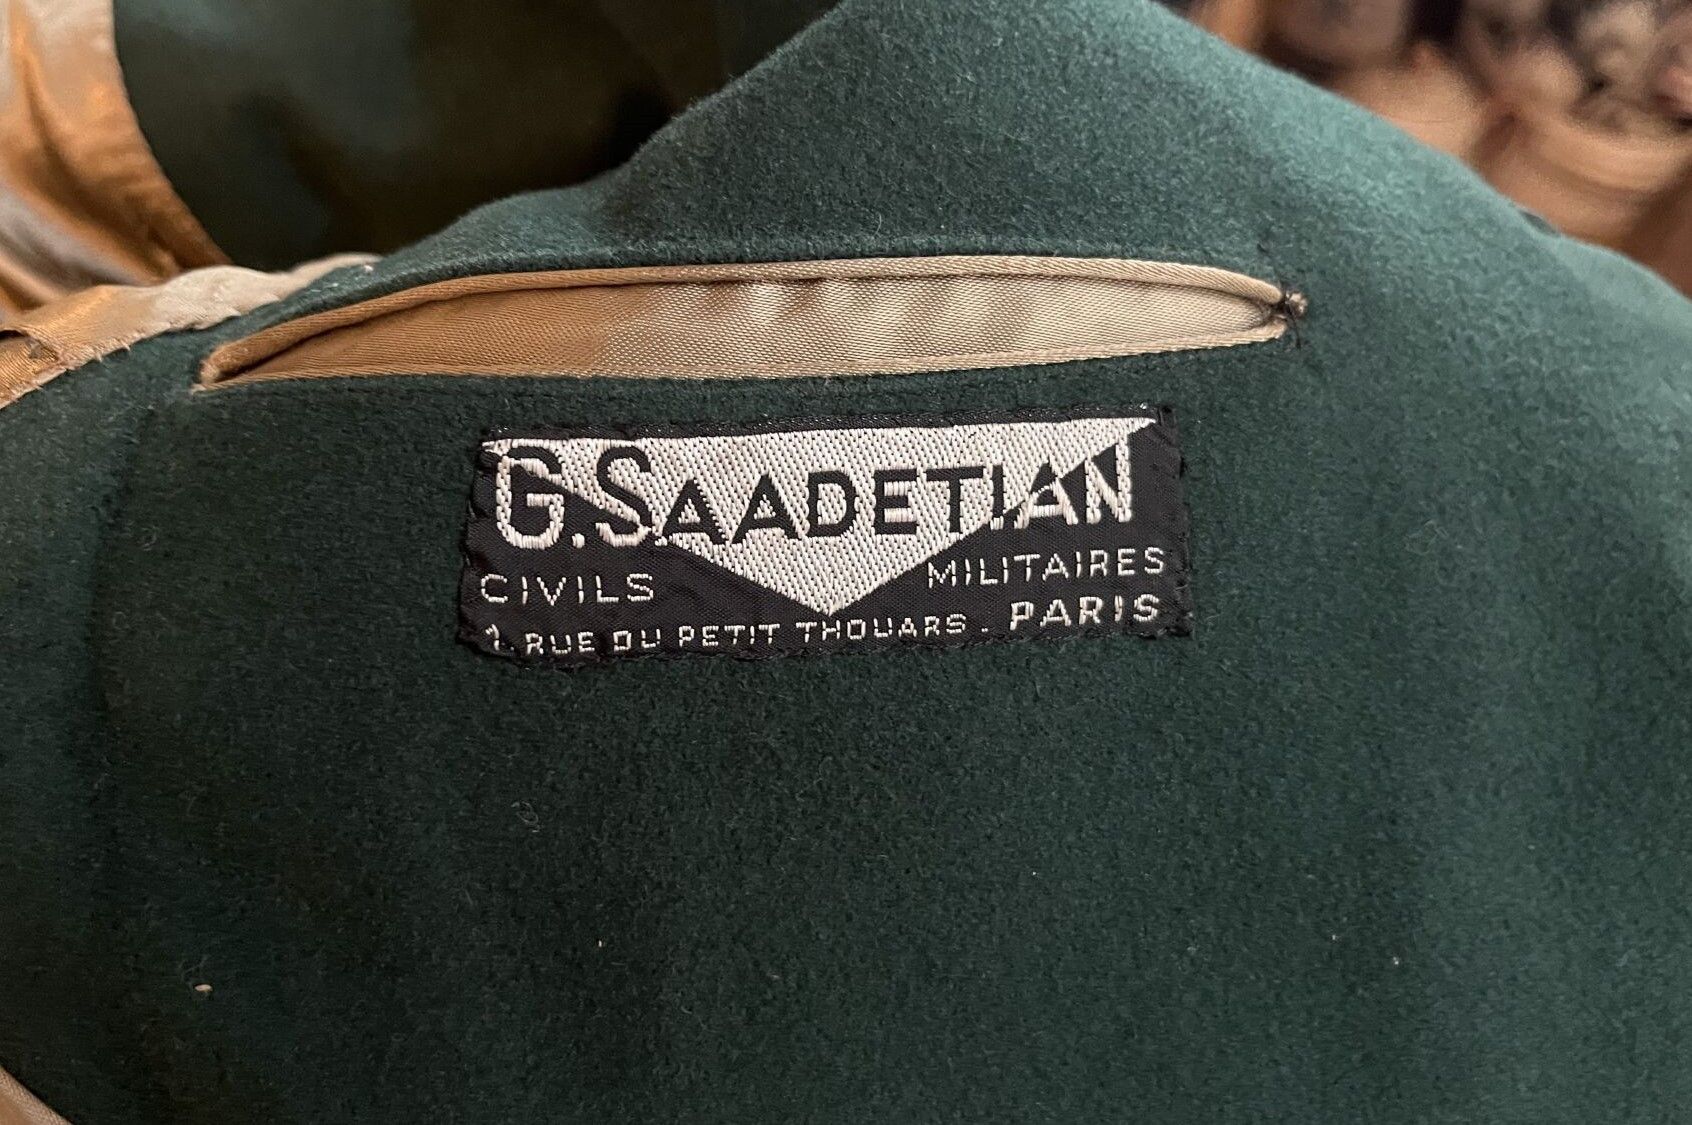 G. SAADETIAN
CIVILS MILITAIRES
1, RUE DU PETIT THOUARS. PARIS